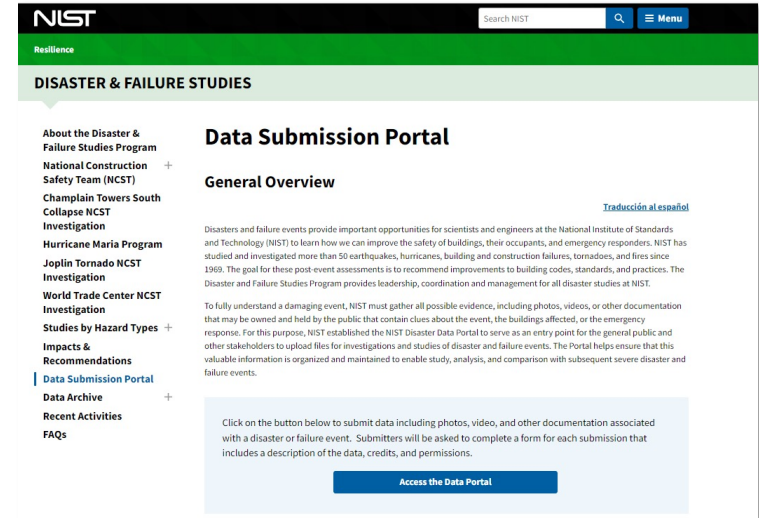 NIST
Search NIST
≡ Menu
Resilience
DISASTER & FAILURE STUDIES
About the Disaster &
Failure Studies Program
National Construction +
Safety Team (NCST)
Champlain Towers South
Collapse NCST
Investigation
Hurricane Maria Program
Joplin Tornado NCST
Investigation
World Trade Center NCST
Investigation
Studies by Hazard Types +
Impacts &
Recommendations
Data Submission Portal
Data Archive +
Recent Activities
FAQs
Data Submission Portal
General Overview
Traducción al español
Disasters and failure events provide important opportunities for scientists and engineers at the National Institute of Standards
and Technology (NIST) to learn how we can improve the safety of buildings, their occupants, and emergency responders. NIST has
studied and investigated more than 50 earthquakes, hurricanes, building and construction failures, tornadoes, and fires since
1969. The goal for these post-event assessments is to recommend improvements to building codes, standards, and practices. The
Disaster and Failure Studies Program provides leadership, coordination and management for all disaster studies at NIST.
To fully understand a damaging event, NIST must gather all possible evidence, including photos, videos, or other documentation
that may be owned and held by the public that contain clues about the event, the buildings affected, or the emergency
response. For this purpose, NIST established the NIST Disaster Data Portal to serve as an entry point for the general public and
other stakeholders to upload files for investigations and studies of disaster and failure events. The Portal helps ensure that this
valuable information is organized and maintained to enable study, analysis, and comparison with subsequent severe disaster and
failure events.
Click on the button below to submit data including photos, video, and other documentation associated
with a disaster or failure event. Submitters will be asked to complete a form for each submission that
includes a description of the data, credits, and permissions.
Access the Data Portal